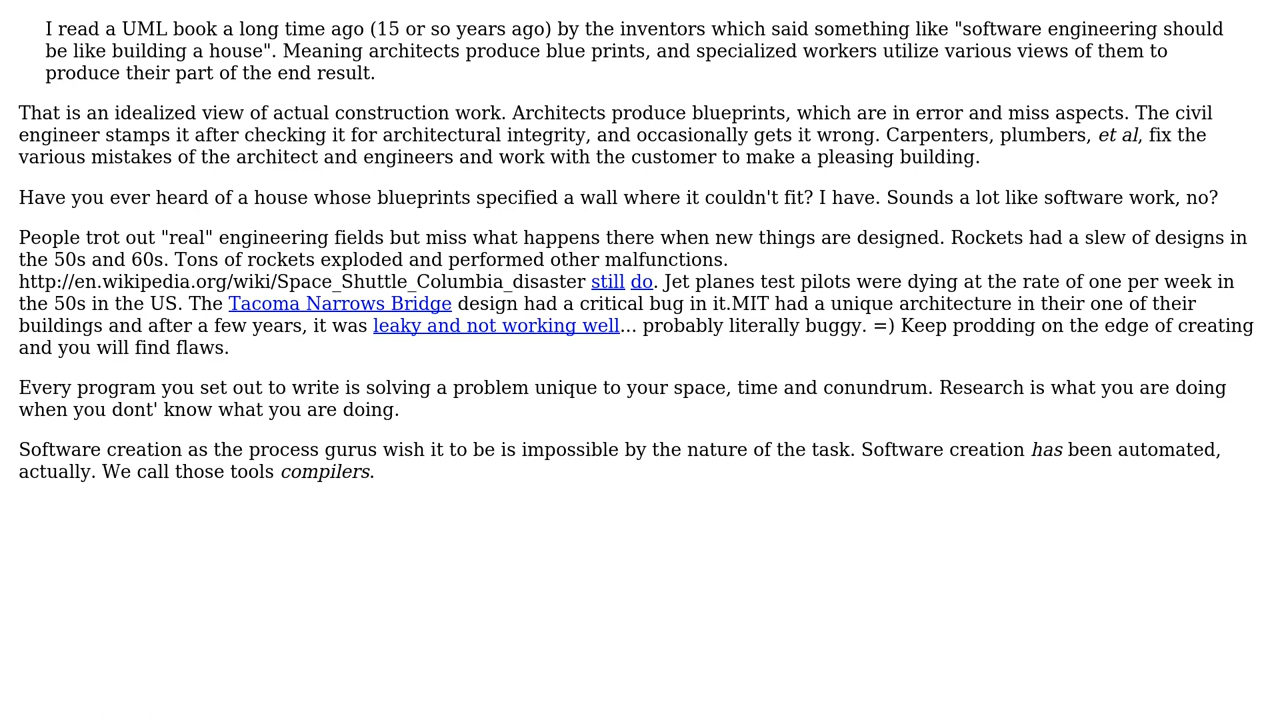 I read a UML book a long time ago (15 or so years ago) by the inventors which said something like "software engineering should
be like building a house". Meaning architects produce blue prints, and specialized workers utilize various views of them to
produce their part of the end result.
That is an idealized view of actual construction work. Architects produce blueprints, which are in error and miss aspects. The civil
engineer stamps it after checking it for architectural integrity, and occasionally gets it wrong. Carpenters, plumbers, et al, fix the
various mistakes of the architect and engineers and work with the customer to make a pleasing building.
Have you ever heard of a house whose blueprints specified a wall where it couldn't fit? I have. Sounds a lot like software work, no?
People trot out "real" engineering fields but miss what happens there when new things are designed. Rockets had a slew of designs in
the 50s and 60s. Tons of rockets exploded and performed other malfunctions.
http://en.wikipedia.org/wiki/Space_Shuttle_Columbia_disaster still do. Jet planes test pilots were dying at the rate of one per week in
the 50s in the US. The Tacoma Narrows Bridge design had a critical bug in it.MIT had a unique architecture in their one of their
buildings and after a few years, it was leaky and not working well... probably literally buggy. =) Keep prodding on the edge of creating
and you will find flaws.
Every program you set out to write is solving a problem unique to your space, time and conundrum. Research is what you are doing
when you dont' know what you are doing.
Software creation as the process gurus wish it to be is impossible by the nature of the task. Software creation has been automated,
actually. We call those tools compilers.